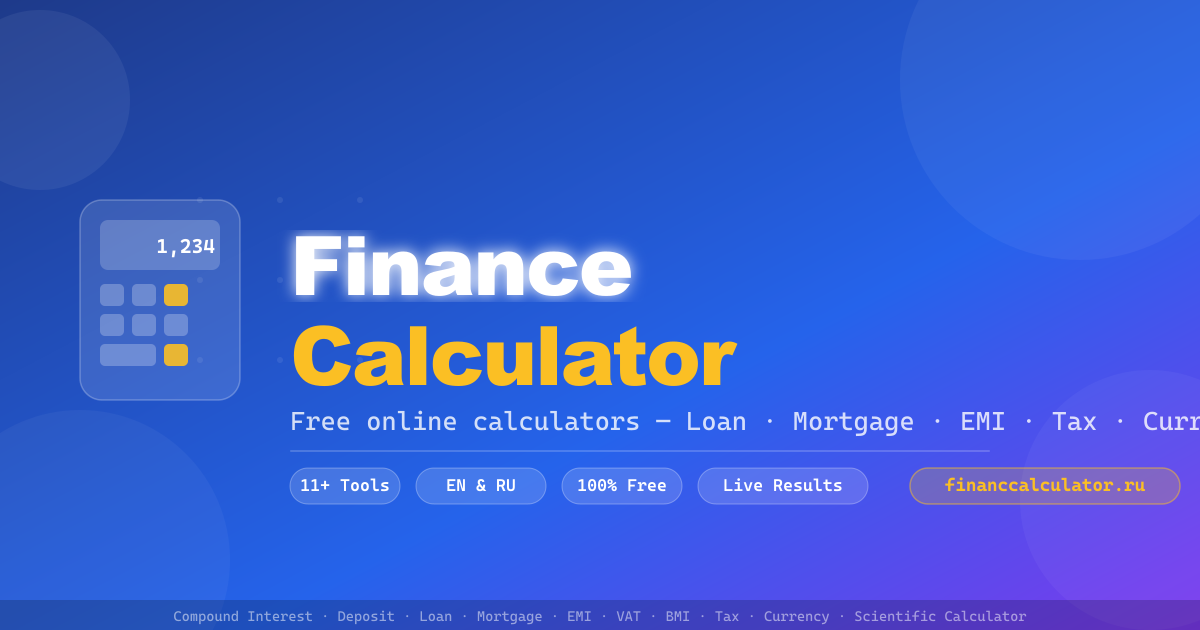 1,234
Finance
Calculator
Free online calculators — Loan · Mortgage · EMI · Tax · Curr
11+ Tools EN & RU 100% Free Live Results financcalculator.ru
Compound Interest · Deposit · Loan · Mortgage · EMI · VAT · BMI · Tax · Currency · Scientific Calculator